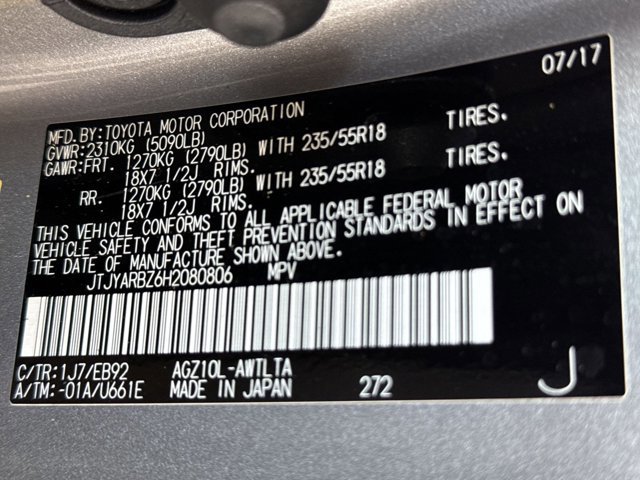 07/17
MFD. BY:TOYOTA MOTOR CORPORATION
GVWR:2310KG (5090LB)
GAWR:FRT. 1270KG (2790LB) WITH 235/55R18 TIRES.
18X7 1/2J RIMS.
RR. 1270KG (2790LB) WITH 235/55R18 TIRES.
18X7 1/2J RIMS.
THIS VEHICLE CONFORMS TO ALL APPLICABLE FEDERAL MOTOR
VEHICLE SAFETY AND THEFT PREVENTION STANDARDS IN EFFECT ON
THE DATE OF MANUFACTURE SHOWN ABOVE.
JTJYARBZ6H2080806 MPV
C/TR:1J7/EB92 AGZ10L-AWTLTA
A/TM:-01A/U661E MADE IN JAPAN 272 J